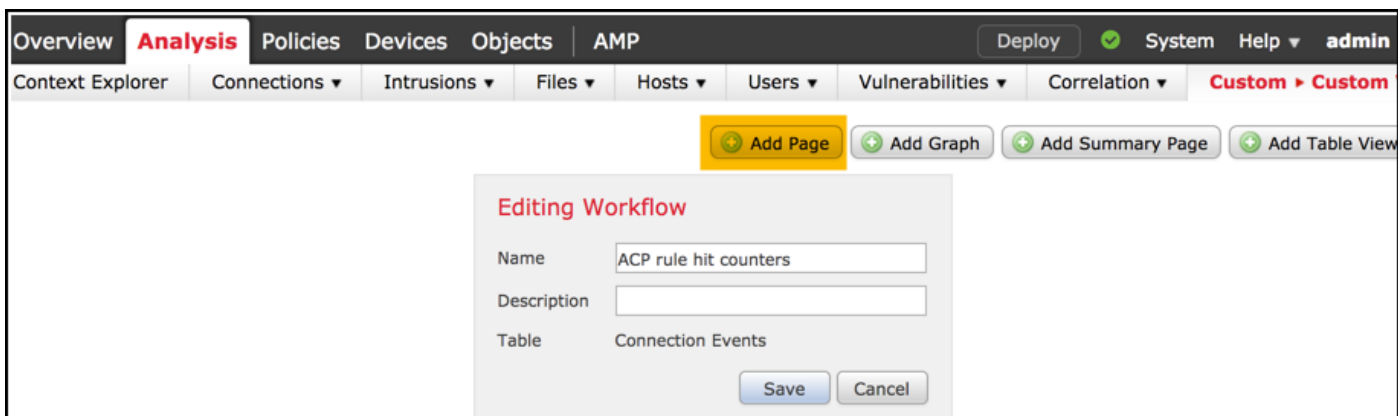 Overview Analysis Policies Devices Objects AMP Deploy System Help admin
Context Explorer Connections Intrusions Files Hosts Users Vulnerabilities Correlation Custom ▸ Custom
Add Page Add Graph Add Summary Page Add Table View
Editing Workflow
Name ACP rule hit counters
Description
Table Connection Events
Save Cancel